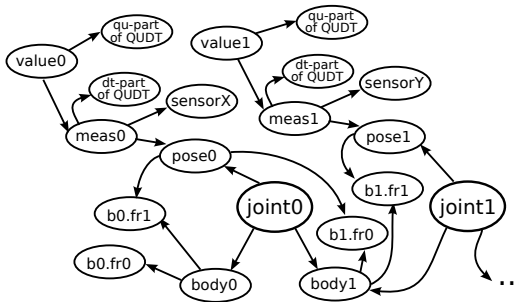 qu-part
of QUDT
value0
dt-part
of QUDT
sensorX
meas0
pose0
b0.fr1
joint0
b0.fr0
body0
qu-part
of QUDT
value1
dt-part
of QUDT
sensorY
meas1
pose1
b1.fr1
b1.fr0
joint1
body1
..